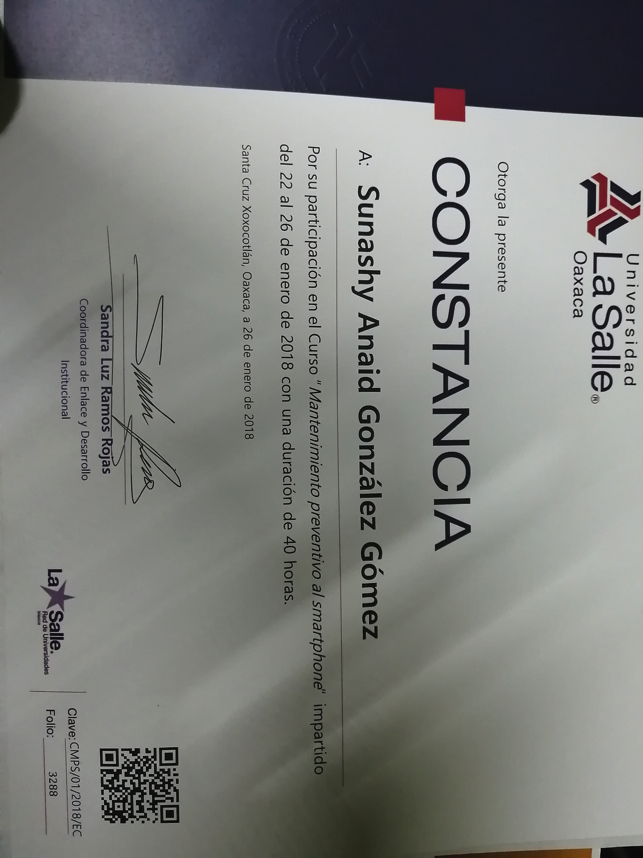 Universidad
La Salle®
Oaxaca
Otorga la presente
CONSTANCIA
A: Sunashy Anaid González Gómez
Por su participación en el Curso "Mantenimiento preventivo al smartphone" impartido
del 22 al 26 de enero de 2018 con una duración de 40 horas.
Santa Cruz Xoxocotlán, Oaxaca, a 26 de enero de 2018
Sandra Luz Ramos Rojas
Coordinadora de Enlace y Desarrollo
Institucional
La Salle.
Red de Universidades
Clave: CMPS/01/2018/EC
Folio: 3288